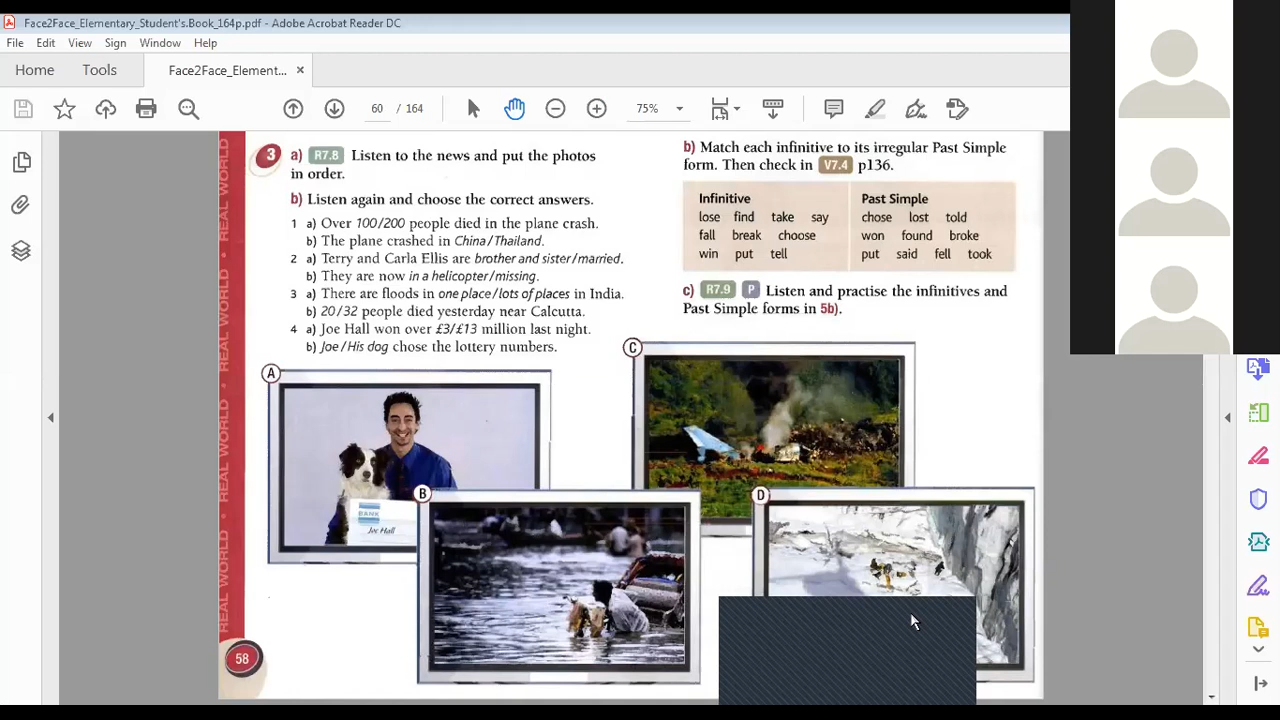 Face2Face_Elementary_Student's.Book_164p.pdf - Adobe Acrobat Reader DC
File Edit View Sign Window Help
Home Tools Face2Face_Element... ×
60 / 164 75%
3 a) R7.8 Listen to the news and put the photos
in order.
b) Listen again and choose the correct answers.
1 a) Over 100/200 people died in the plane crash.
b) The plane crashed in China/Thailand.
2 a) Terry and Carla Ellis are brother and sister/married.
b) They are now in a helicopter/missing.
3 a) There are floods in one place/lots of places in India.
b) 20/32 people died yesterday near Calcutta.
4 a) Joe Hall won over £3/£13 million last night.
b) Joe/His dog chose the lottery numbers.
b) Match each infinitive to its irregular Past Simple
form. Then check in V7.4 p136.
Infinitive Past Simple
lose find take say chose lost told
fall break choose won found broke
win put tell put said fell took
c) R7.9 P Listen and practise the infinitives and
Past Simple forms in 5b).
A
BANK
Joe Hall
B
C
D
REAL WORLD • REAL WORLD • REAL WORLD • REAL WORLD
58